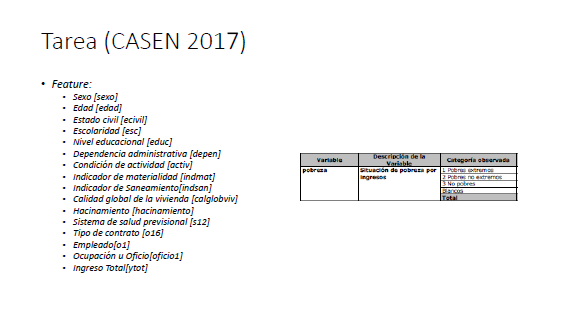 Tarea (CASEN 2017)
• Feature:
• Sexo [sexo]
• Edad [edad]
• Estado civil [ecivil]
• Escolaridad [esc]
• Nivel educacional [educ]
• Dependencia administrativa [depen]
• Condición de actividad [activ]
• Indicador de materialidad [indmat]
• Indicador de Saneamiento[indsan]
• Calidad global de la vivienda [calglobviv]
• Hacinamiento [hacinamiento]
• Sistema de salud previsional [s12]
• Tipo de contrato [o16]
• Empleado[o1]
• Ocupación u Oficio[oficio1]
• Ingreso Total[ytot]
Variable Descripción de la Variable Categoría observada
pobreza Situación de pobreza por ingresos 1 Pobres extremos
2 Pobres no extremos
3 No pobres
Blancos
Total